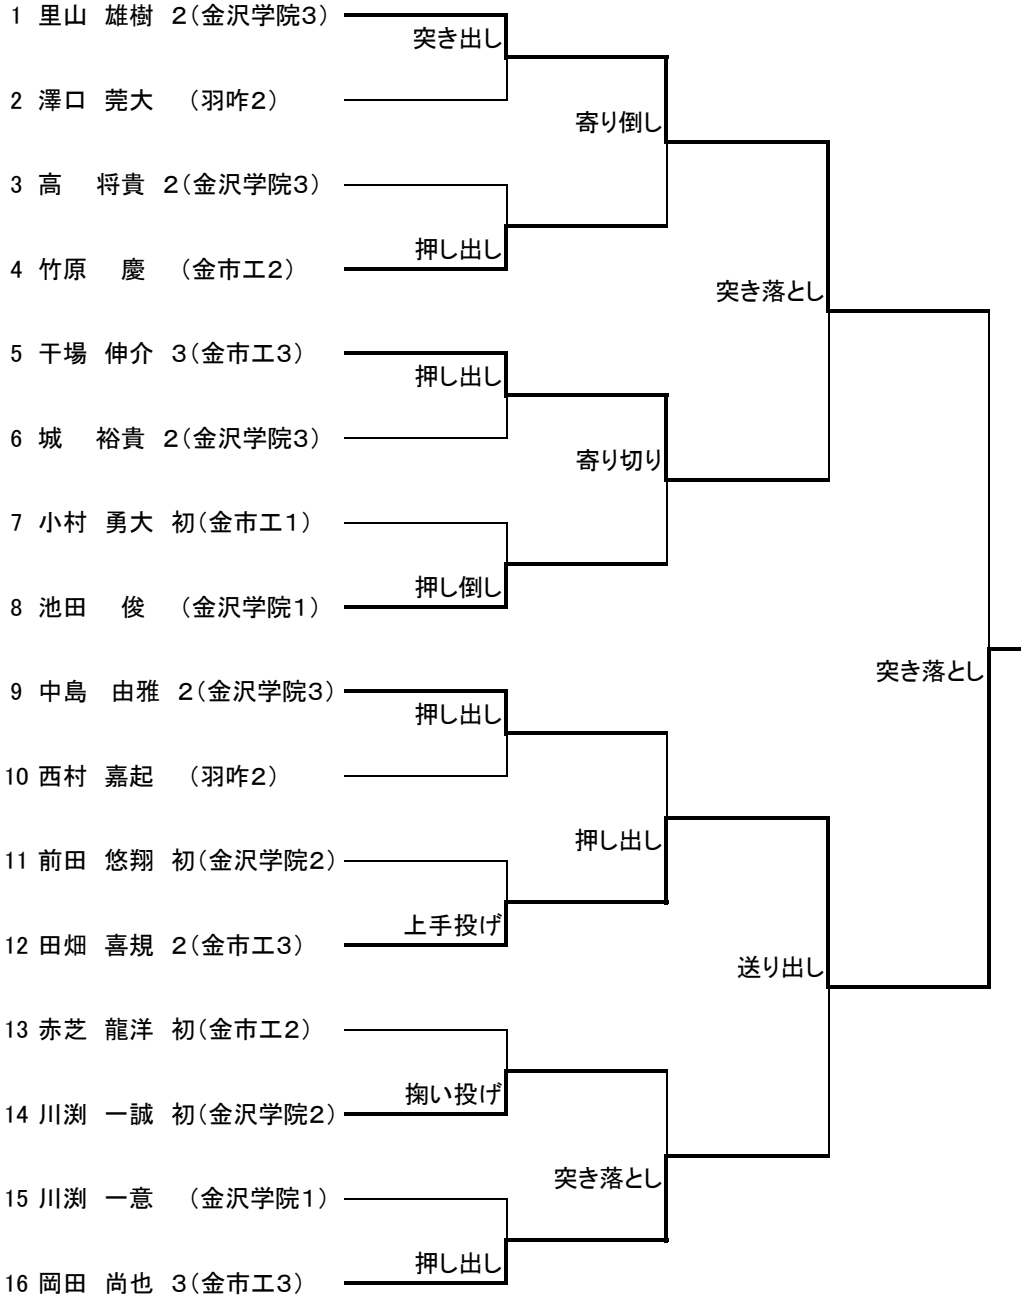 1 里山 雄樹 2(金沢学院3)
突き出し
2 澤口 莞大 (羽咋2)
寄り倒し
3 高 将貴 2(金沢学院3)
押し出し
4 竹原 慶 (金市工2)
突き落とし
5 干場 伸介 3(金市工3)
押し出し
6 城 裕貴 2(金沢学院3)
寄り切り
7 小村 勇大 初(金市工1)
押し倒し
8 池田 俊 (金沢学院1)
突き落とし
9 中島 由雅 2(金沢学院3)
押し出し
10 西村 嘉起 (羽咋2)
押し出し
11 前田 悠翔 初(金沢学院2)
上手投げ
12 田畑 喜規 2(金市工3)
送り出し
13 赤芝 龍洋 初(金市工2)
掬い投げ
14 川渕 一誠 初(金沢学院2)
突き落とし
15 川渕 一意 (金沢学院1)
押し出し
16 岡田 尚也 3(金市工3)